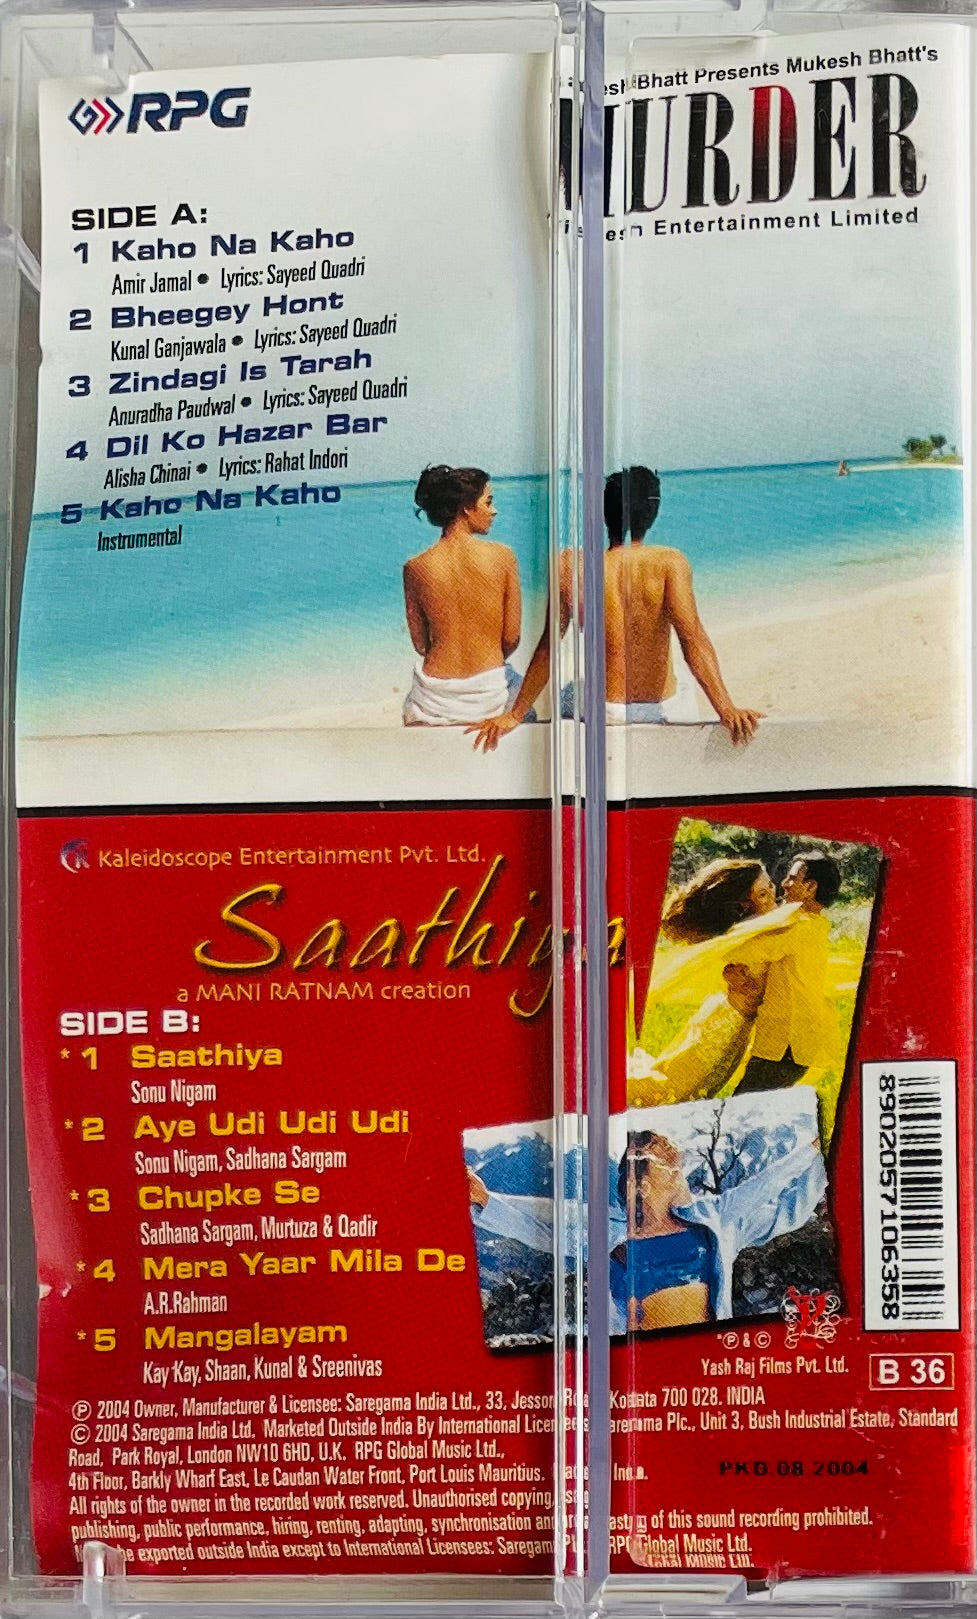 RPG
Bhatt Presents Mukesh Bhatt's
MURDER
Entertainment Limited
SIDE A:
1 Kaho Na Kaho
Amir Jamal • Lyrics: Sayeed Quadri
2 Bheegey Hont
Kunal Ganjawala • Lyrics: Sayeed Quadri
3 Zindagi Is Tarah
Anuradha Paudwal • Lyrics: Sayeed Quadri
4 Dil Ko Hazar Bar
Alisha Chinai • Lyrics: Rahat Indori
5 Kaho Na Kaho
Instrumental
Kaleidoscope Entertainment Pvt. Ltd.
Saathiya
a MANI RATNAM creation
SIDE B:
* 1 Saathiya
Sonu Nigam
* 2 Aye Udi Udi Udi
Sonu Nigam, Sadhana Sargam
* 3 Chupke Se
Sadhana Sargam, Murtuza & Qadir
* 4 Mera Yaar Mila De
A.R.Rahman
* 5 Mangalayam
Kay Kay, Shaan, Kunal & Sreenivas
8902057106358
*℗ & ©
Yash Raj Films Pvt. Ltd.
B 36
℗ 2004 Owner, Manufacturer & Licensee: Saregama India Ltd., 33, Jessore Road, Kolkata 700 028. INDIA
© 2004 Saregama India Ltd. Marketed Outside India By International Licensees: Saregama Plc., Unit 3, Bush Industrial Estate, Standard
Road, Park Royal, London NW10 6HD, U.K. RPG Global Music Ltd.,
4th Floor, Barkly Wharf East, Le Caudan Water Front, Port Louis Mauritius. India.
PKD.08.2004
All rights of the owner in the recorded work reserved. Unauthorised copying,
publishing, public performance, hiring, renting, adapting, synchronisation and of this sound recording prohibited.
be exported outside India except to International Licensees: Saregama RPG Global Music Ltd.